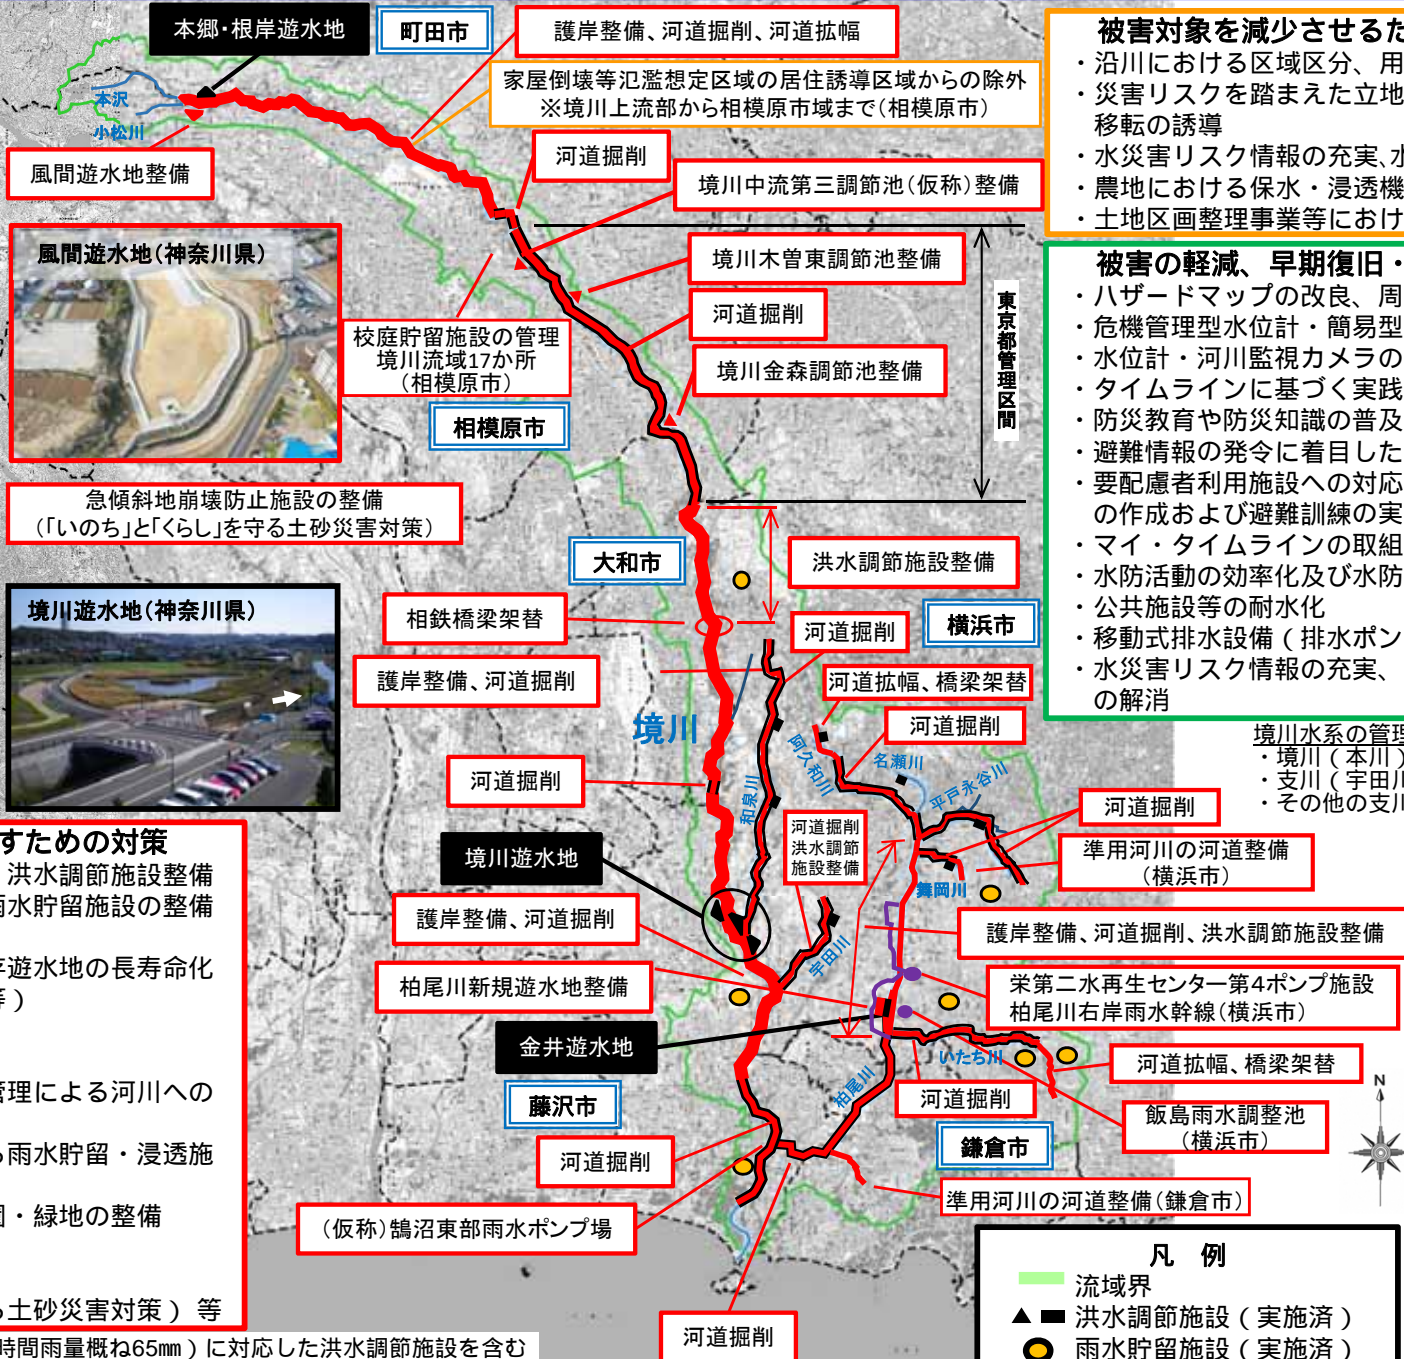 本郷・根岸遊水地
町田市
護岸整備、河道掘削、河道拡幅
家屋倒壊等氾濫想定区域の居住誘導区域からの除外
※境川上流部から相模原市域まで（相模原市）
本沢
小松川
風間遊水地整備
河道掘削
境川中流第三調節池（仮称）整備
風間遊水地（神奈川県）
境川木曽東調節池整備
河道掘削
東京都管理区間
校庭貯留施設の管理
境川流域17か所
（相模原市）
境川金森調節池整備
相模原市
急傾斜地崩壊防止施設の整備
（「いのち」と「くらし」を守る土砂災害対策）
大和市
洪水調節施設整備
境川遊水地（神奈川県）
相鉄橋梁架替
河道掘削
横浜市
護岸整備、河道掘削
河道拡幅、橋梁架替
境川
河道掘削
阿久和川
名瀬川
平戸永谷川
河道掘削
和泉川
河道掘削
河道掘削
洪水調節
施設整備
準用河川の河道整備
（横浜市）
境川遊水地
舞岡川
護岸整備、河道掘削
護岸整備、河道掘削、洪水調節施設整備
宇田川
柏尾川新規遊水地整備
栄第二水再生センター第4ポンプ施設
柏尾川右岸雨水幹線（横浜市）
金井遊水地
いたち川
河道拡幅、橋梁架替
藤沢市
柏尾川
河道掘削
飯島雨水調整池
（横浜市）
鎌倉市
河道掘削
準用河川の河道整備（鎌倉市）
（仮称）鵠沼東部雨水ポンプ場
河道掘削
N
被害対象を減少させるた
・沿川における区域区分、用
・災害リスクを踏まえた立地
移転の誘導
・水災害リスク情報の充実、水
・農地における保水・浸透機
・土地区画整理事業等におけ
被害の軽減、早期復旧・
・ハザードマップの改良、周
・危機管理型水位計・簡易型
・水位計・河川監視カメラの
・タイムラインに基づく実践
・防災教育や防災知識の普及
・避難情報の発令に着目した
・要配慮者利用施設への対応
の作成および避難訓練の実
・マイ・タイムラインの取組
・水防活動の効率化及び水防
・公共施設等の耐水化
・移動式排水設備（排水ポン
・水災害リスク情報の充実、
の解消
境川水系の管理
・境川（本川）
・支川（宇田川
・その他の支川
すための対策
洪水調節施設整備
雨水貯留施設の整備
存遊水地の長寿命化
等）
管理による河川への
る雨水貯留・浸透施
園・緑地の整備
る土砂災害対策） 等
時間雨量概ね65㎜）に対応した洪水調節施設を含む
凡 例
流域界
洪水調節施設（実施済）
雨水貯留施設（実施済）